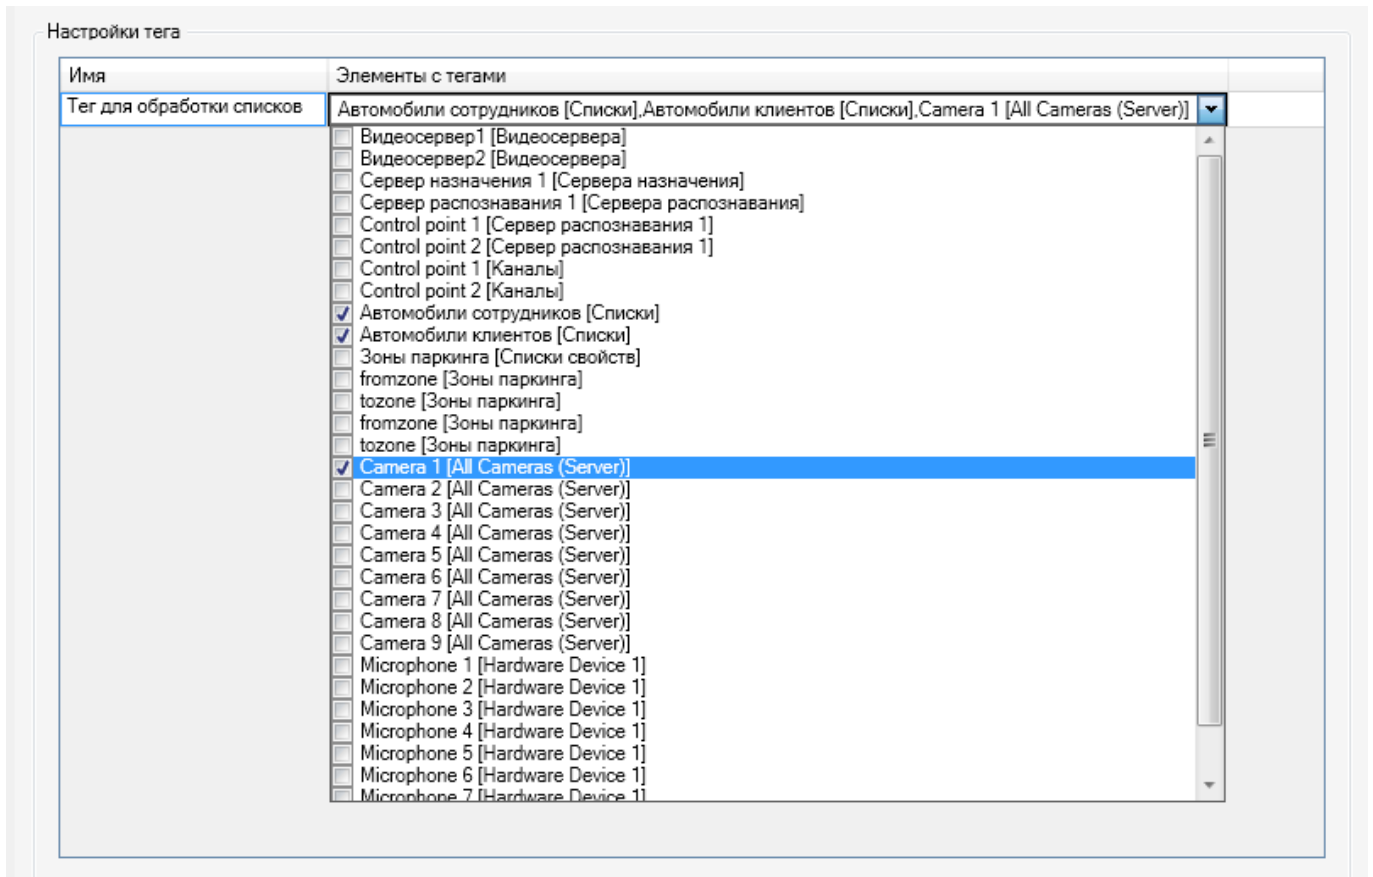 Настройки тега
Имя Элементы с тегами
Тег для обработки списков Автомобили сотрудников [Списки],Автомобили клиентов [Списки],Camera 1 [All Cameras (Server)]
Видеосервер1 [Видеосервера]
Видеосервер2 [Видеосервера]
Сервер назначения 1 [Сервера назначения]
Сервер распознавания 1 [Сервера распознавания]
Control point 1 [Сервер распознавания 1]
Control point 2 [Сервер распознавания 1]
Control point 1 [Каналы]
Control point 2 [Каналы]
Автомобили сотрудников [Списки]
Автомобили клиентов [Списки]
Зоны паркинга [Списки свойств]
fromzone [Зоны паркинга]
tozone [Зоны паркинга]
fromzone [Зоны паркинга]
tozone [Зоны паркинга]
Camera 1 [All Cameras (Server)]
Camera 2 [All Cameras (Server)]
Camera 3 [All Cameras (Server)]
Camera 4 [All Cameras (Server)]
Camera 5 [All Cameras (Server)]
Camera 6 [All Cameras (Server)]
Camera 7 [All Cameras (Server)]
Camera 8 [All Cameras (Server)]
Camera 9 [All Cameras (Server)]
Microphone 1 [Hardware Device 1]
Microphone 2 [Hardware Device 1]
Microphone 3 [Hardware Device 1]
Microphone 4 [Hardware Device 1]
Microphone 5 [Hardware Device 1]
Microphone 6 [Hardware Device 1]
Microphone 7 [Hardware Device 1]